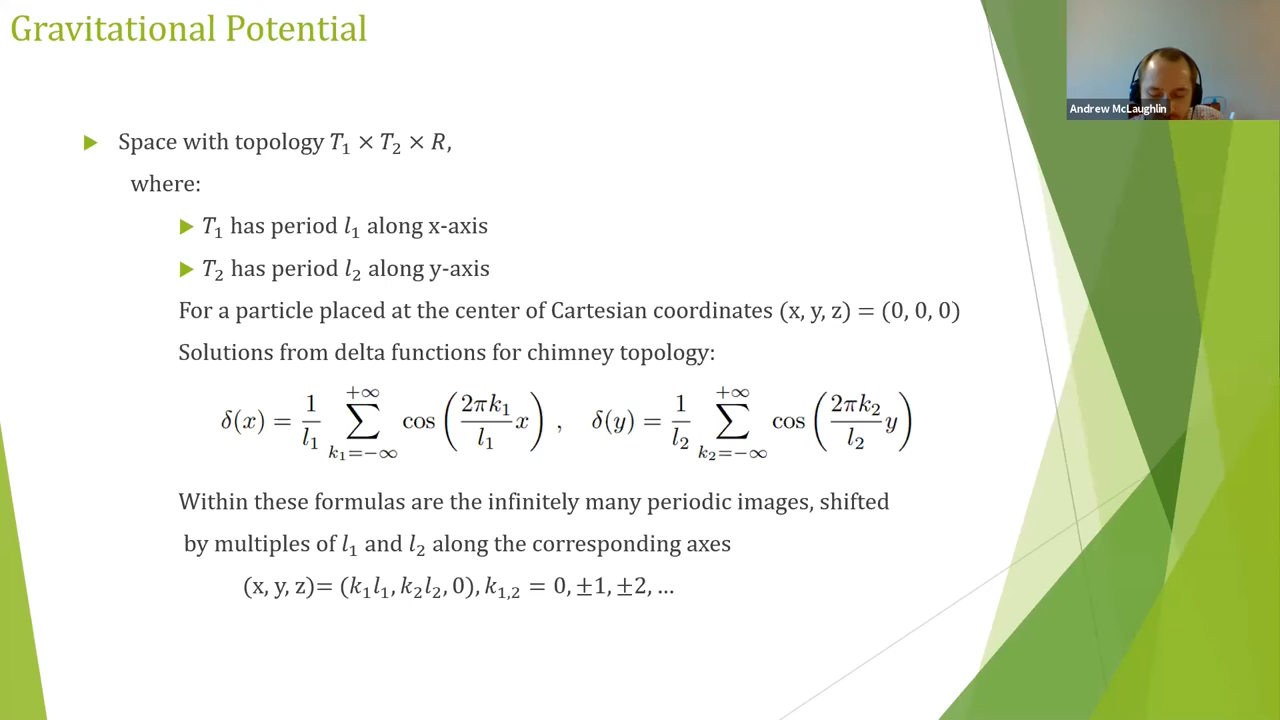 Gravitational Potential
Andrew McLaughlin
Space with topology T₁ × T₂ × R,
where:
T₁ has period l₁ along x-axis
T₂ has period l₂ along y-axis
For a particle placed at the center of Cartesian coordinates (x, y, z) = (0, 0, 0)
Solutions from delta functions for chimney topology:
δ(x) = 1/l₁ ∑_{k₁=−∞}^{+∞} cos(2πk₁/l₁ x) , δ(y) = 1/l₂ ∑_{k₂=−∞}^{+∞} cos(2πk₂/l₂ y)
Within these formulas are the infinitely many periodic images, shifted
by multiples of l₁ and l₂ along the corresponding axes
(x, y, z)= (k₁l₁, k₂l₂, 0), k₁,₂ = 0, ±1, ±2, …